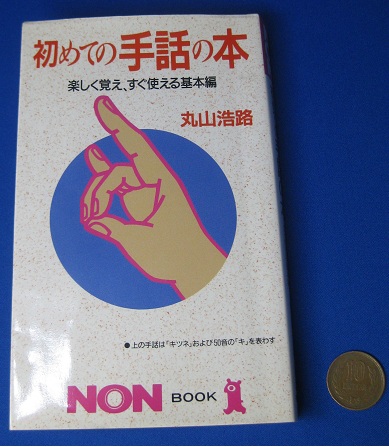 初めての手話の本
楽しく覚え、すぐ使える基本編
丸山浩路
●上の手話は「キツネ」および50音の「キ」を表わす
NON BOOK
10